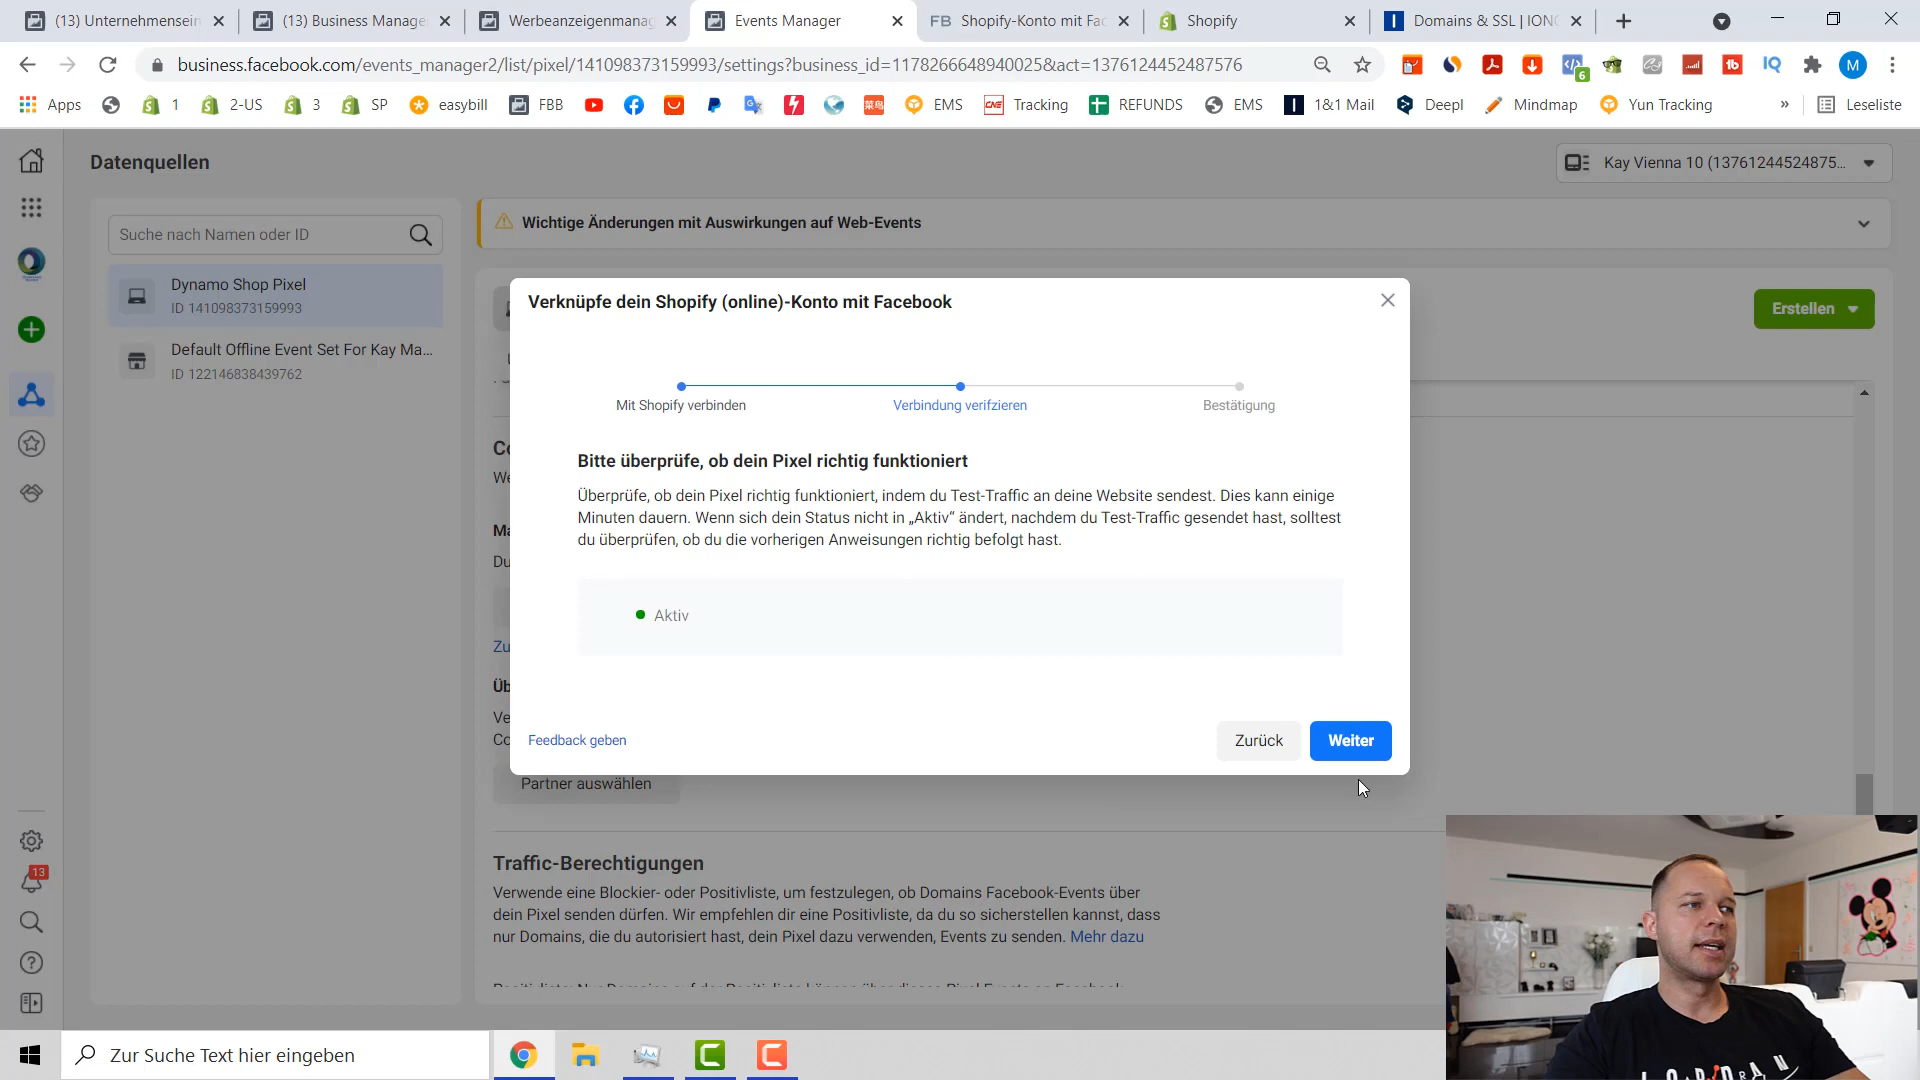 (13) Unternehmensein
(13) Business Manage
Werbeanzeigenmanag
Events Manager
FB Shopify-Konto mit Fac
Shopify
Domains & SSL | IONO
business.facebook.com/events_manager2/list/pixel/141098373159993/settings?business_id=1178266648940025&act=1376124452487576
6
IQ
M
Apps
1
2-US
3
SP
easybill
FBB
EMS
Tracking
REFUNDS
EMS
1&1 Mail
Deepl
Mindmap
Yun Tracking
»
Leseliste
Datenquellen
Kay Vienna 10 (13761244524875...
Suche nach Namen oder ID
Wichtige Änderungen mit Auswirkungen auf Web-Events
Dynamo Shop Pixel
ID 141098373159993
Default Offline Event Set For Kay Ma...
ID 122146838439762
Erstellen
Verknüpfe dein Shopify (online)-Konto mit Facebook
Mit Shopify verbinden
Verbindung verifzieren
Bestätigung
Bitte überprüfe, ob dein Pixel richtig funktioniert
Überprüfe, ob dein Pixel richtig funktioniert, indem du Test-Traffic an deine Website sendest. Dies kann einige
Minuten dauern. Wenn sich dein Status nicht in „Aktiv“ ändert, nachdem du Test-Traffic gesendet hast, solltest
du überprüfen, ob du die vorherigen Anweisungen richtig befolgt hast.
Aktiv
Feedback geben
Zurück
Weiter
Partner auswählen
Traffic-Berechtigungen
Verwende eine Blockier- oder Positivliste, um festzulegen, ob Domains Facebook-Events über
dein Pixel senden dürfen. Wir empfehlen dir eine Positivliste, da du so sicherstellen kannst, dass
nur Domains, die du autorisiert hast, dein Pixel dazu verwenden, Events zu senden. Mehr dazu
13
Zur Suche Text hier eingeben